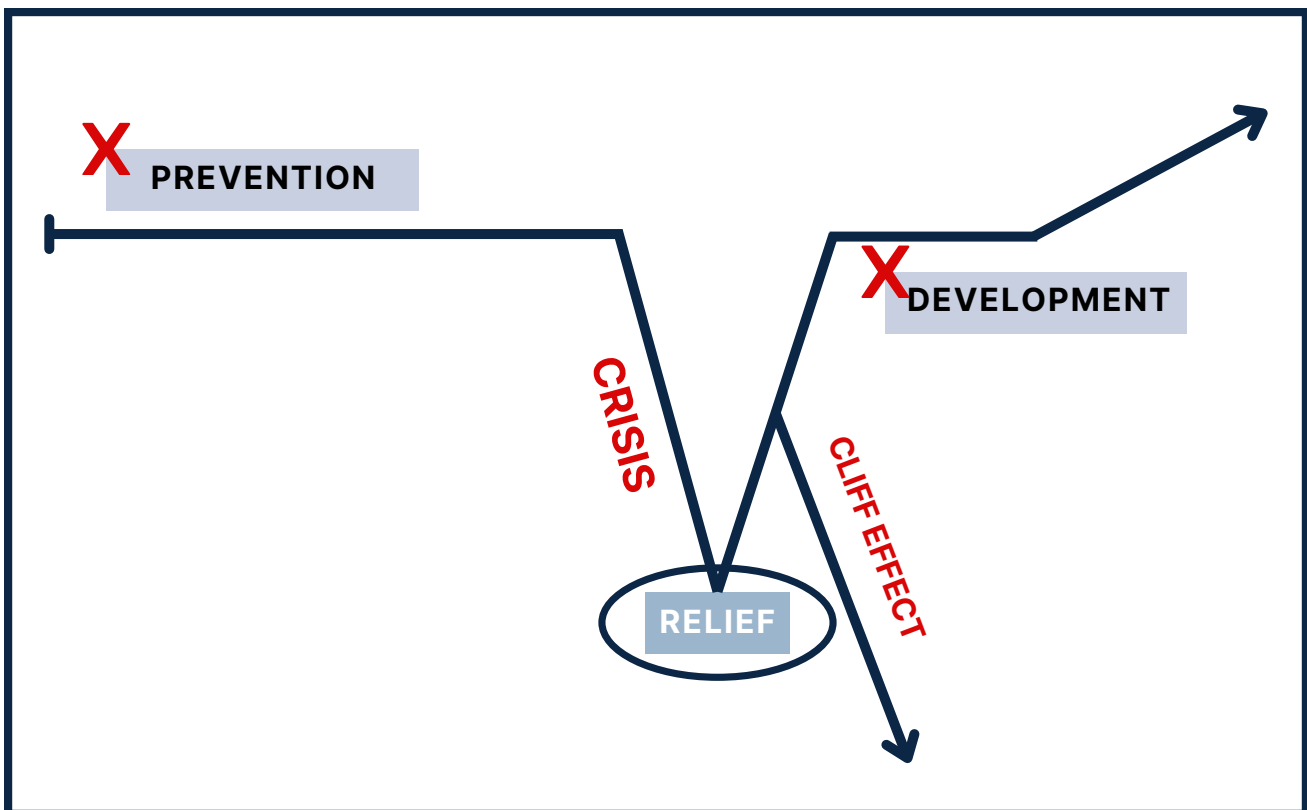 X
PREVENTION
X
DEVELOPMENT
CRISIS
CLIFF EFFECT
RELIEF